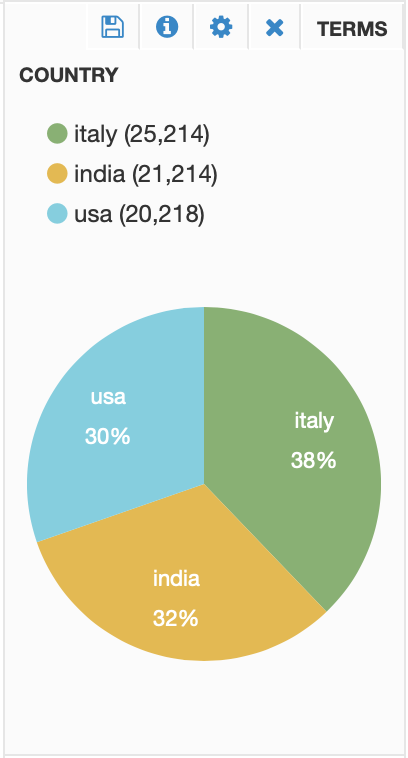 TERMS
COUNTRY
italy (25,214)
india (21,214)
usa (20,218)
usa
30%
italy
38%
india
32%